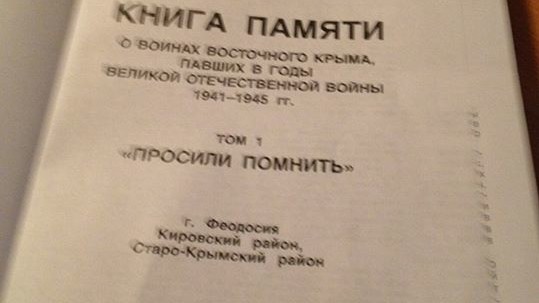 КНИГА ПАМЯТИ
О ВОИНАХ ВОСТОЧНОГО КРЫМА,
ПАВШИХ В ГОДЫ
ВЕЛИКОЙ ОТЕЧЕСТВЕННОЙ ВОЙНЫ
1941–1945 гг.
ТОМ 1
«ПРОСИЛИ ПОМНИТЬ»
г. Феодосия
Кировский район,
Старо-Крымский район